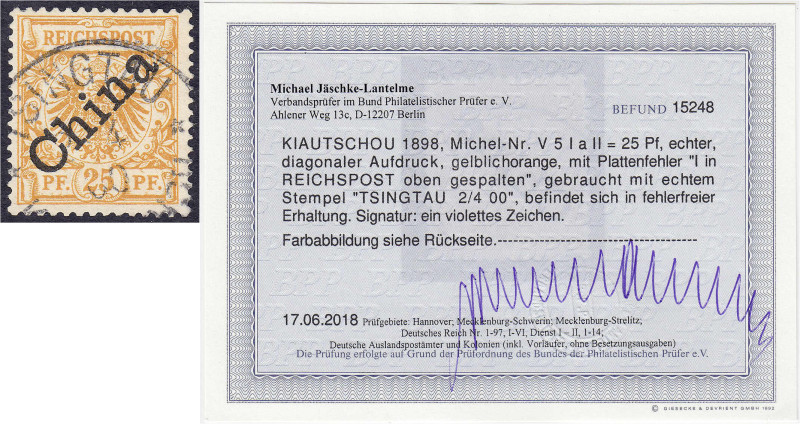 REICHSPOST
TSINGTAU
China
PF. 25 PF.
Michael Jäschke-Lantelme
Verbandsprüfer im Bund Philatelistischer Prüfer e. V.
Ahlener Weg 13c, D-12207 Berlin
BEFUND 15248
KIAUTSCHOU 1898, Michel-Nr. V 5 I a II = 25 Pf, echter,
diagonaler Aufdruck, gelblichorange, mit Plattenfehler "I in
REICHSPOST oben gespalten", gebraucht mit echtem
Stempel "TSINGTAU 2/4 00", befindet sich in fehlerfreier
Erhaltung. Signatur: ein violettes Zeichen.
Farbabbildung siehe Rückseite.
17.06.2018 Prüfgebiete: Hannover; Mecklenburg-Schwerin; Mecklenburg-Strelitz;
Deutsches Reich Nr. 1-97, I-VI, Dienst I – II, 1-14;
Deutsche Auslandspostämter und Kolonien (inkl. Vorläufer, ohne Besetzungsausgaben)
Die Prüfung erfolgte auf Grund der Prüfordnung des Bundes der Philatelistischen Prüfer e.V.
© GIESECKE & DEVRIENT GMBH 1992